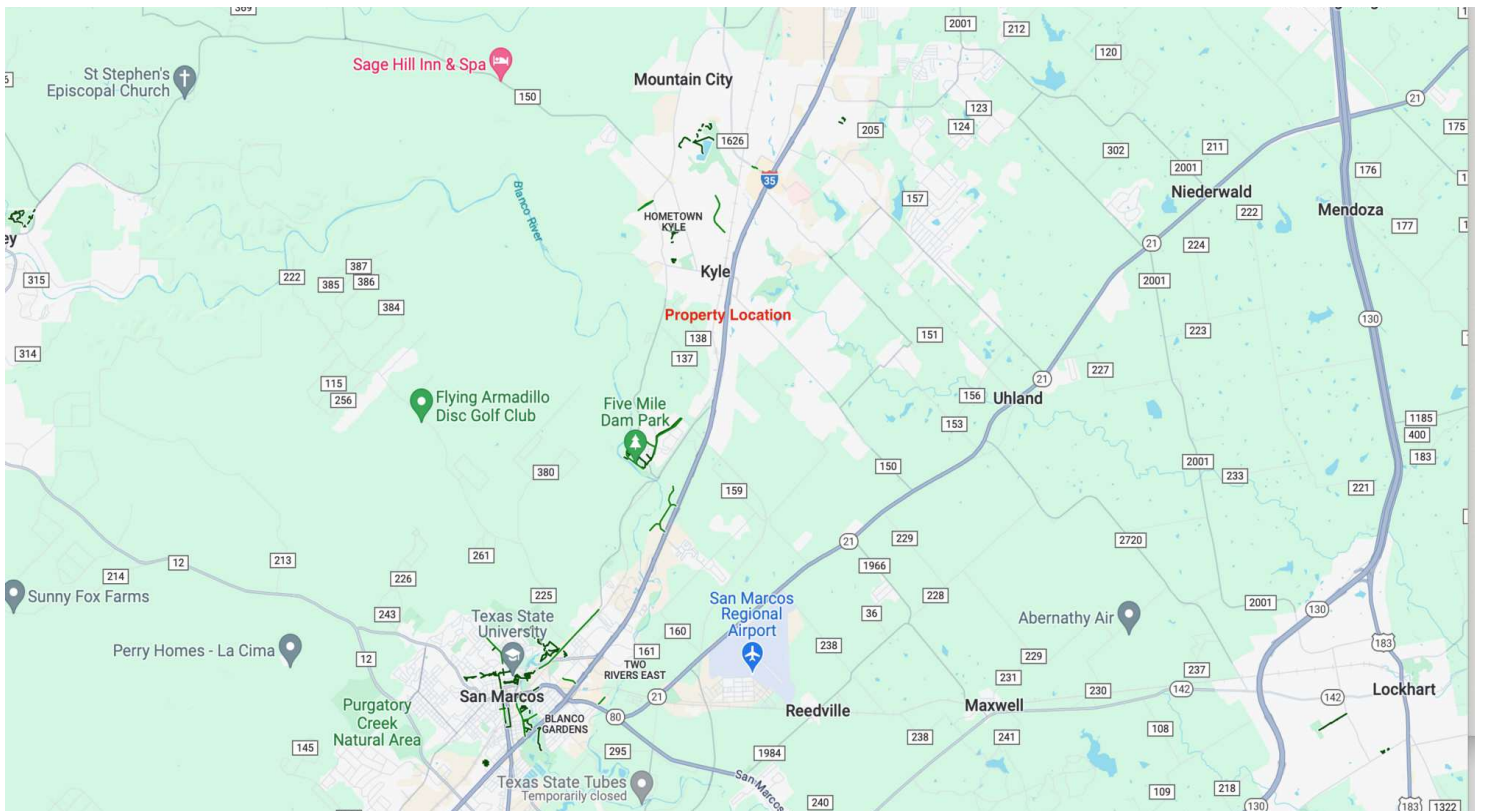 369
2001
212
120
St Stephen's
Episcopal Church
Sage Hill Inn & Spa
150
Mountain City
21
123
124
205
1626
175
302
211
2001
176
35
Blanco River
157
Niederwald
222
Mendoza
177
HOMETOWN
KYLE
21
224
315
222
387
386
385
Kyle
2001
384
Property Location
130
138
151
223
314
137
227
115
256
Flying Armadillo
Disc Golf Club
Five Mile
Dam Park
21
156
Uhland
153
1185
400
183
380
150
2001
233
159
221
21
229
2720
12
213
261
1966
214
226
Sunny Fox Farms
225
228
2001
243
San Marcos
Regional
Airport
36
Abernathy Air
130
Texas State
University
160
183
Perry Homes - La Cima
12
161
238
229
TWO
RIVERS EAST
237
231
230
142
Lockhart
142
San Marcos
21
Purgatory
Creek
Natural Area
Reedville
Maxwell
80
BLANCO
GARDENS
108
145
295
1984
238
241
Texas State Tubes
Temporarily closed
San Marcos
240
109
218
130
183
1322